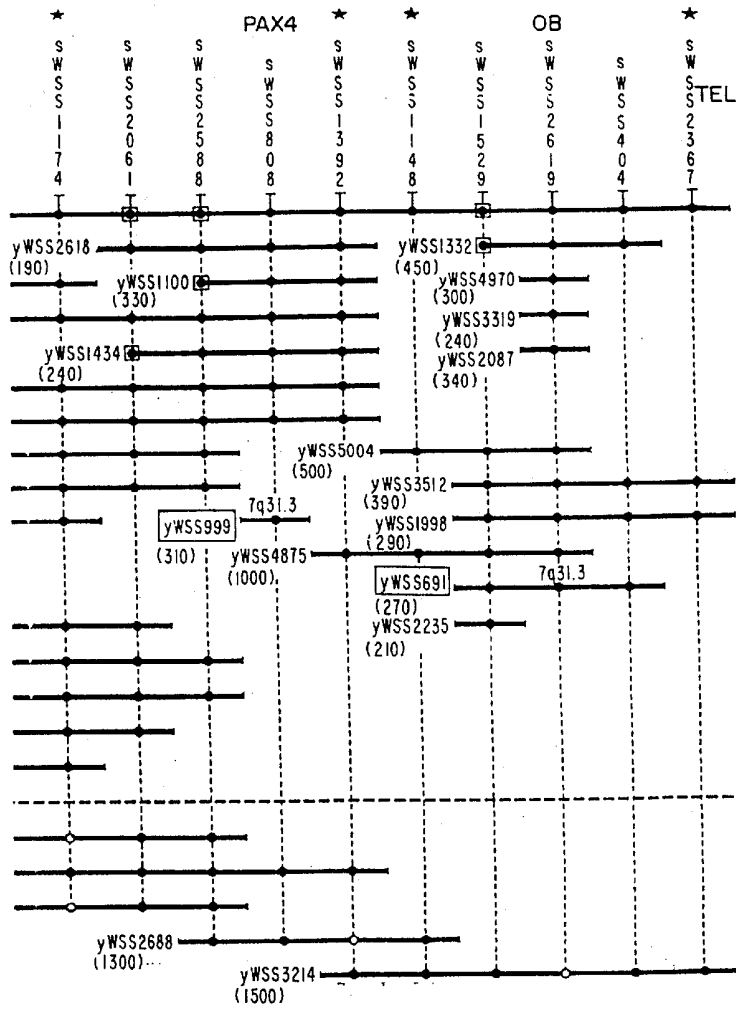 ★ PAX4 ★ ★ OB ★
sWSS1174
sWSS2061
sWSS2588
sWSS808
sWSS1392
sWSS1148
sWSS1529
sWSS2619
sWSS404
sWSS2367
TEL
yWSS2618
(190)
yWSS1332
(450)
yWSS1100
(330)
yWSS4970
(300)
yWSS3319
(240)
yWSS1434
(240)
yWSS2087
(340)
yWSS5004
(500)
yWSS3512
(390)
7q31.3
yWSS999
(310)
yWSS1998
(290)
yWSS4875
(1000)
7q31.3
yWSS691
(270)
yWSS2235
(210)
yWSS2688
(1300)
yWSS3214
(1500)